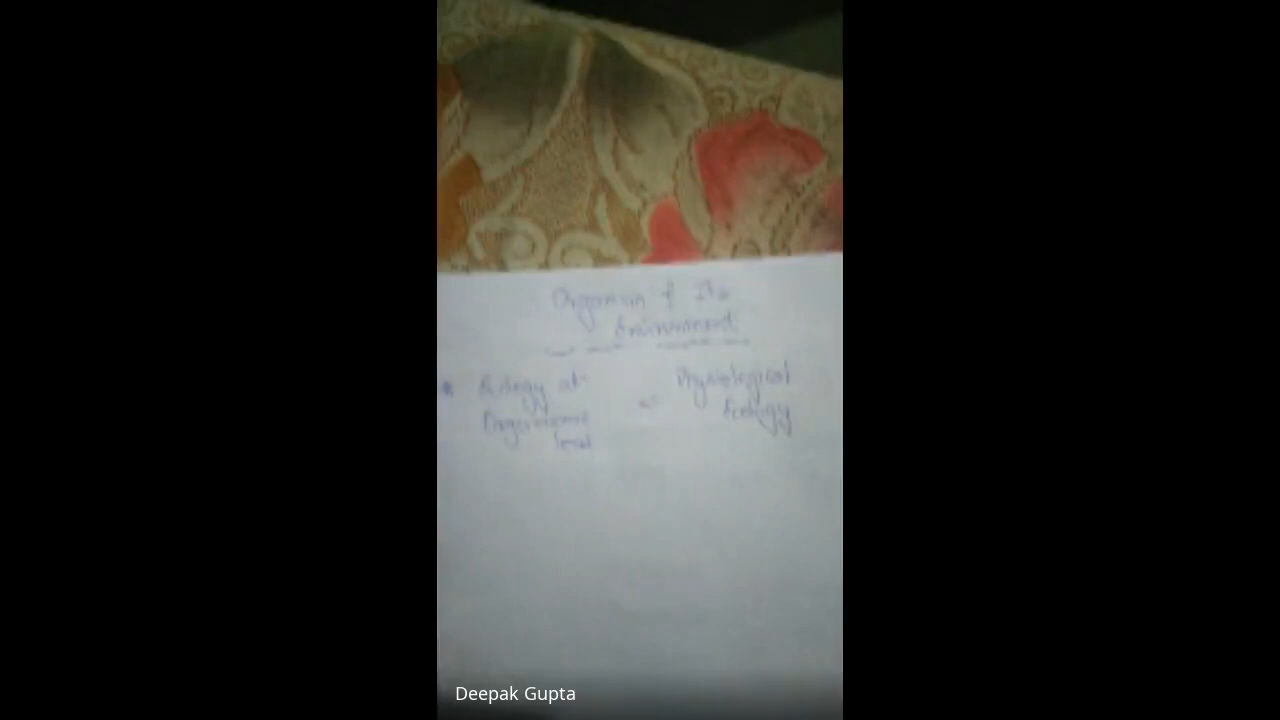 Organism & Its
Environment
Ecology at
Organismic
level
=
Physiological
Ecology
Deepak Gupta